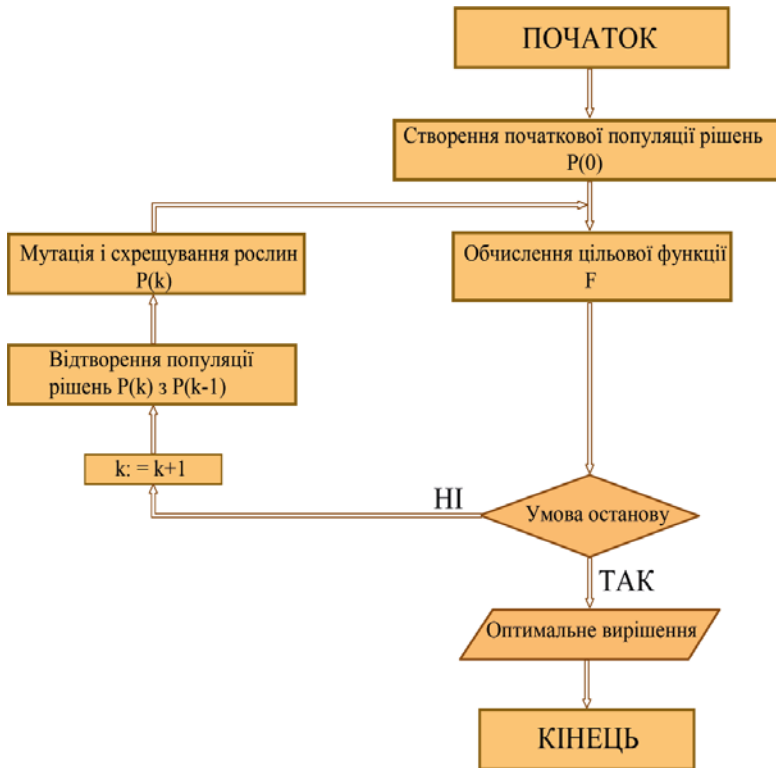 ПОЧАТОК
Створення початкової популяції рішень
P(0)
Мутація і схрещування рослин
P(k)
Обчислення цільової функції
F
Відтворення популяції
рішень P(k) з P(k-1)
k: = k+1
НІ
Умова останову
ТАК
Оптимальне вирішення
КІНЕЦЬ